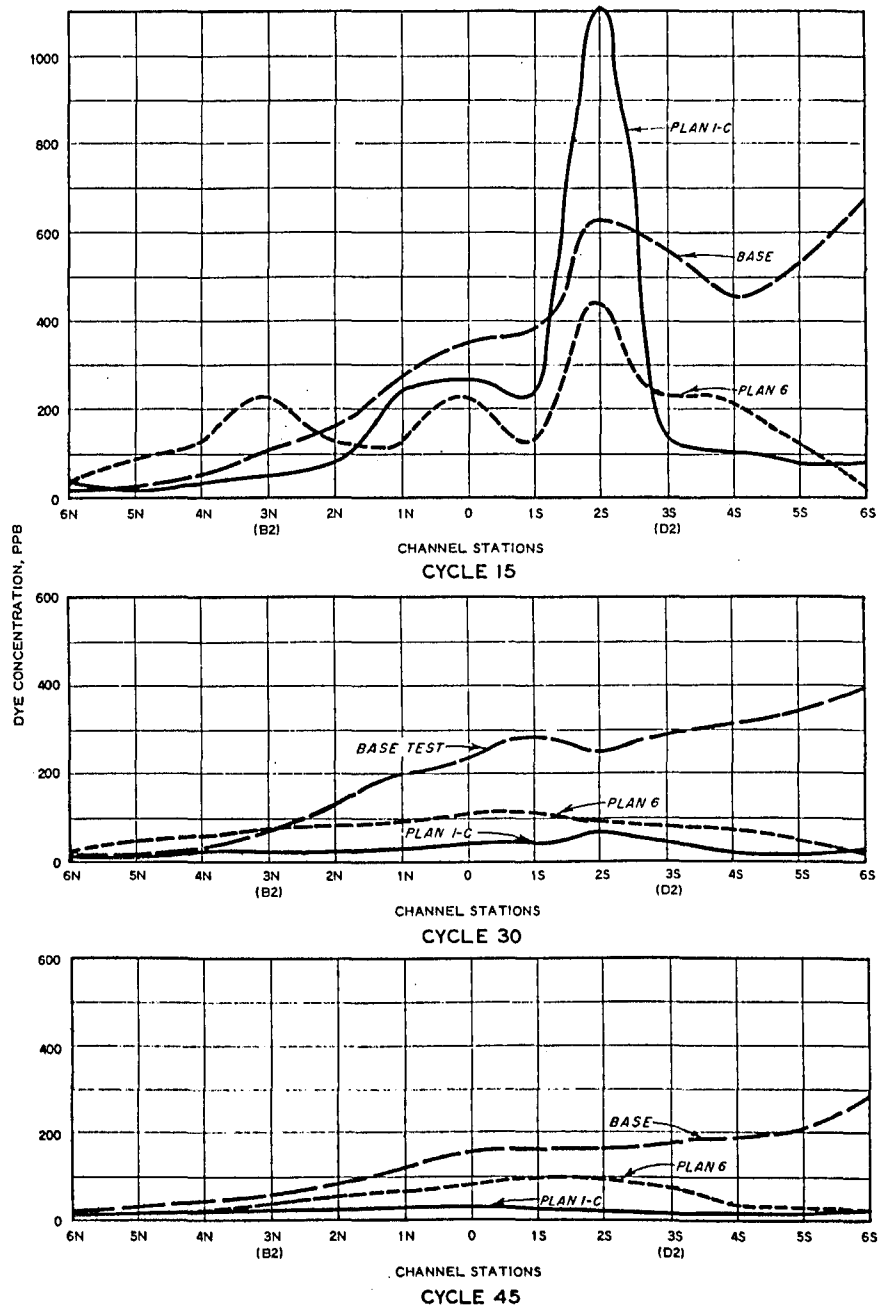 1000
800
600
400
200
0
PLAN 1-C
BASE
PLAN 6
6N 5N 4N 3N 2N 1N 0 1S 2S 3S 4S 5S 6S
(B2) (D2)
CHANNEL STATIONS
CYCLE 15
DYE CONCENTRATION, PPB
600
400
200
0
BASE TEST
PLAN 6
PLAN 1-C
6N 5N 4N 3N 2N 1N 0 1S 2S 3S 4S 5S 6S
(B2) (D2)
CHANNEL STATIONS
CYCLE 30
600
400
200
0
BASE
PLAN 6
PLAN 1-C
6N 5N 4N 3N 2N 1N 0 1S 2S 3S 4S 5S 6S
(B2) (D2)
CHANNEL STATIONS
CYCLE 45